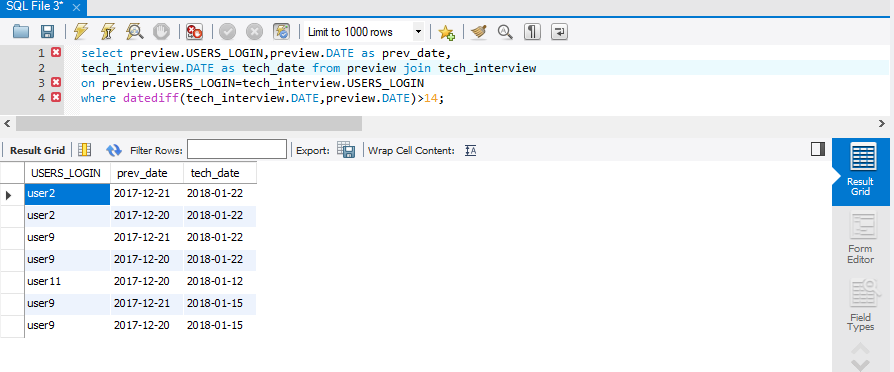 SQL File 3*
Limit to 1000 rows
1 select preview.USERS_LOGIN,preview.DATE as prev_date,
2 tech_interview.DATE as tech_date from preview join tech_interview
3 on preview.USERS_LOGIN=tech_interview.USERS_LOGIN
4 where datediff(tech_interview.DATE,preview.DATE)>14;
Result Grid Filter Rows: Export: Wrap Cell Content: IA
USERS_LOGIN prev_date tech_date
user2 2017-12-21 2018-01-22
user2 2017-12-20 2018-01-22
user9 2017-12-21 2018-01-22
user9 2017-12-20 2018-01-22
user11 2017-12-20 2018-01-12
user9 2017-12-21 2018-01-15
user9 2017-12-20 2018-01-15
Result
Grid
Form
Editor
Field
Types